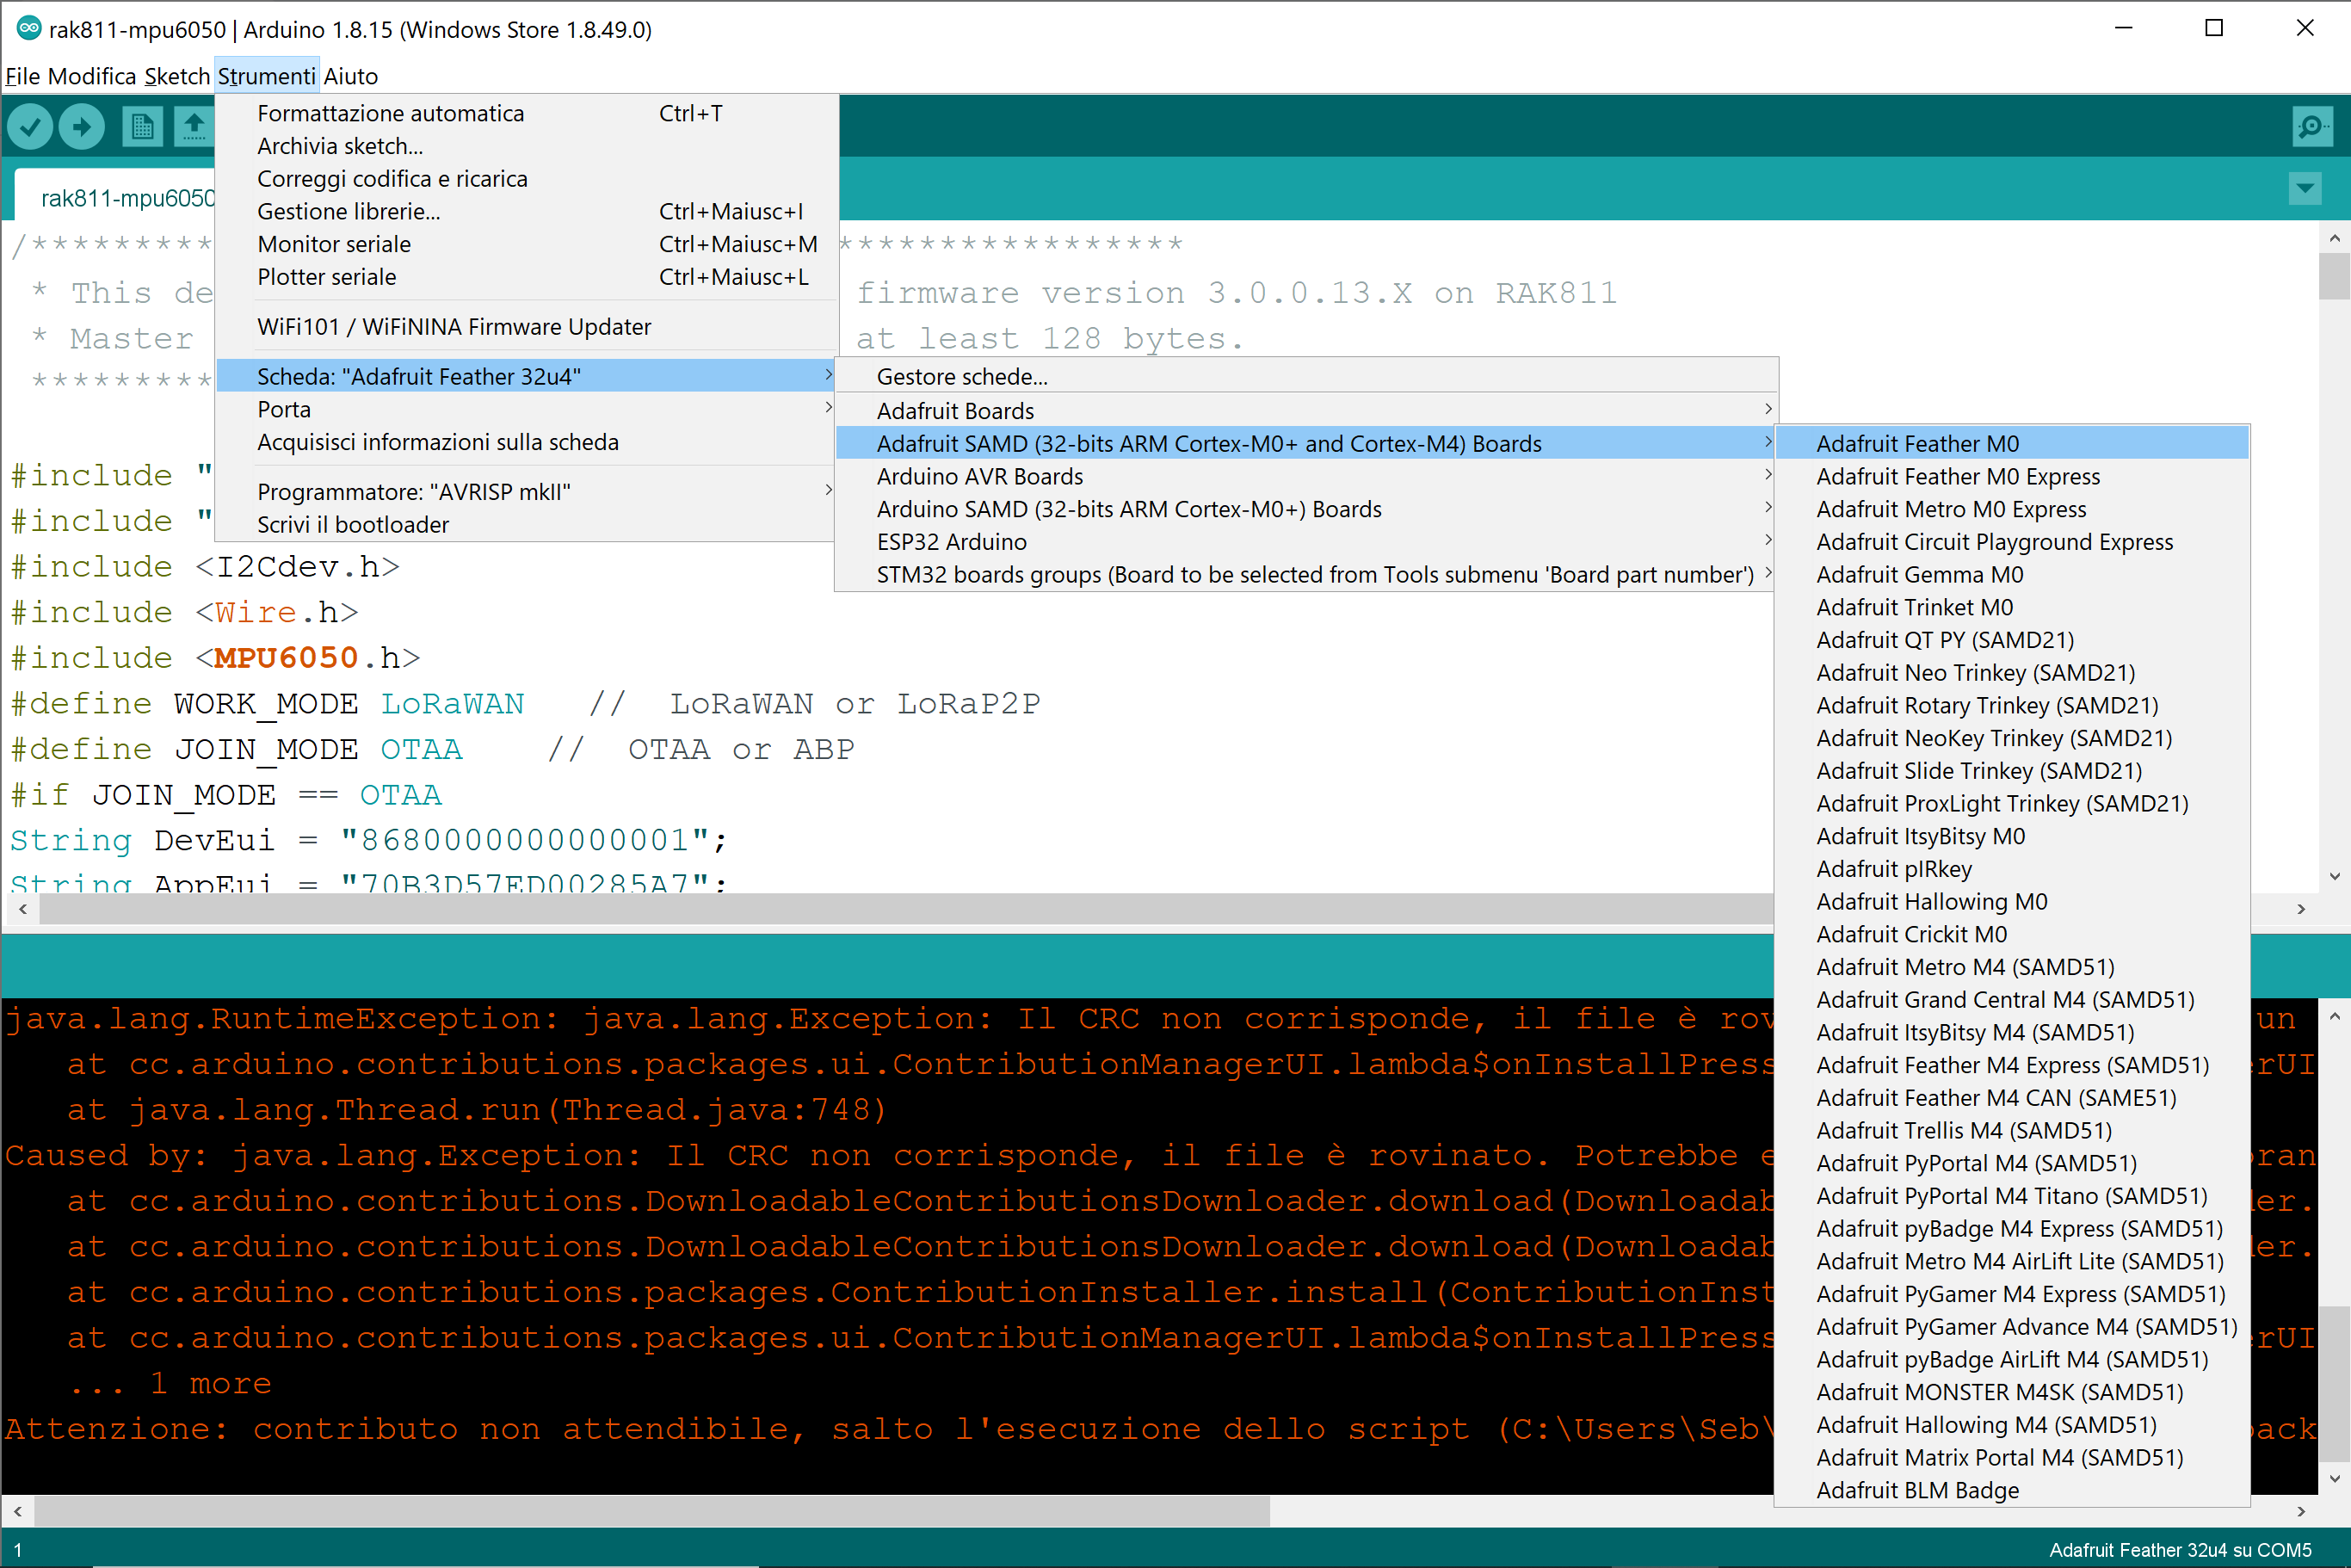 rak811-mpu6050 | Arduino 1.8.15 (Windows Store 1.8.49.0)
File Modifica Sketch Strumenti Aiuto
Formattazione automatica Ctrl+T
Archivia sketch...
Correggi codifica e ricarica
Gestione librerie... Ctrl+Maiusc+I
Monitor seriale Ctrl+Maiusc+M
Plotter seriale Ctrl+Maiusc+L
WiFi101 / WiFiNINA Firmware Updater
Scheda: "Adafruit Feather 32u4"
Porta
Acquisisci informazioni sulla scheda
Programmatore: "AVRISP mkII"
Scrivi il bootloader
Gestore schede...
Adafruit Boards
Adafruit SAMD (32-bits ARM Cortex-M0+ and Cortex-M4) Boards
Arduino AVR Boards
Arduino SAMD (32-bits ARM Cortex-M0+) Boards
ESP32 Arduino
STM32 boards groups (Board to be selected from Tools submenu 'Board part number')
Adafruit Feather M0
Adafruit Feather M0 Express
Adafruit Metro M0 Express
Adafruit Circuit Playground Express
Adafruit Gemma M0
Adafruit Trinket M0
Adafruit QT PY (SAMD21)
Adafruit Neo Trinkey (SAMD21)
Adafruit Rotary Trinkey (SAMD21)
Adafruit NeoKey Trinkey (SAMD21)
Adafruit Slide Trinkey (SAMD21)
Adafruit ProxLight Trinkey (SAMD21)
Adafruit ItsyBitsy M0
Adafruit pIRkey
Adafruit Hallowing M0
Adafruit Crickit M0
Adafruit Metro M4 (SAMD51)
Adafruit Grand Central M4 (SAMD51)
Adafruit ItsyBitsy M4 (SAMD51)
Adafruit Feather M4 Express (SAMD51)
Adafruit Feather M4 CAN (SAME51)
Adafruit Trellis M4 (SAMD51)
Adafruit PyPortal M4 (SAMD51)
Adafruit PyPortal M4 Titano (SAMD51)
Adafruit pyBadge M4 Express (SAMD51)
Adafruit Metro M4 AirLift Lite (SAMD51)
Adafruit PyGamer M4 Express (SAMD51)
Adafruit PyGamer Advance M4 (SAMD51)
Adafruit pyBadge AirLift M4 (SAMD51)
Adafruit MONSTER M4SK (SAMD51)
Adafruit Hallowing M4 (SAMD51)
Adafruit Matrix Portal M4 (SAMD51)
Adafruit BLM Badge
rak811-mpu6050
/********* *****************
* This de firmware version 3.0.0.13.X on RAK811
* Master at least 128 bytes.
*********
#include "
#include "
#include <I2Cdev.h>
#include <Wire.h>
#include <MPU6050.h>
#define WORK_MODE LoRaWAN // LoRaWAN or LoRaP2P
#define JOIN_MODE OTAA // OTAA or ABP
#if JOIN_MODE == OTAA
String DevEui = "8680000000000001";
String AppEui = "70B3D57ED00285A7";
java.lang.RuntimeException: java.lang.Exception: Il CRC non corrisponde, il file è rov un
at cc.arduino.contributions.packages.ui.ContributionManagerUI.lambda$onInstallPress rUI
at java.lang.Thread.run(Thread.java:748)
Caused by: java.lang.Exception: Il CRC non corrisponde, il file è rovinato. Potrebbe e ran
at cc.arduino.contributions.DownloadableContributionsDownloader.download(Downloadab er.
at cc.arduino.contributions.DownloadableContributionsDownloader.download(Downloadab er.
at cc.arduino.contributions.packages.ContributionInstaller.install(ContributionInst
at cc.arduino.contributions.packages.ui.ContributionManagerUI.lambda$onInstallPress rUI
... 1 more
Attenzione: contributo non attendibile, salto l'esecuzione dello script (C:\Users\Seb\ ack
1 Adafruit Feather 32u4 su COM5